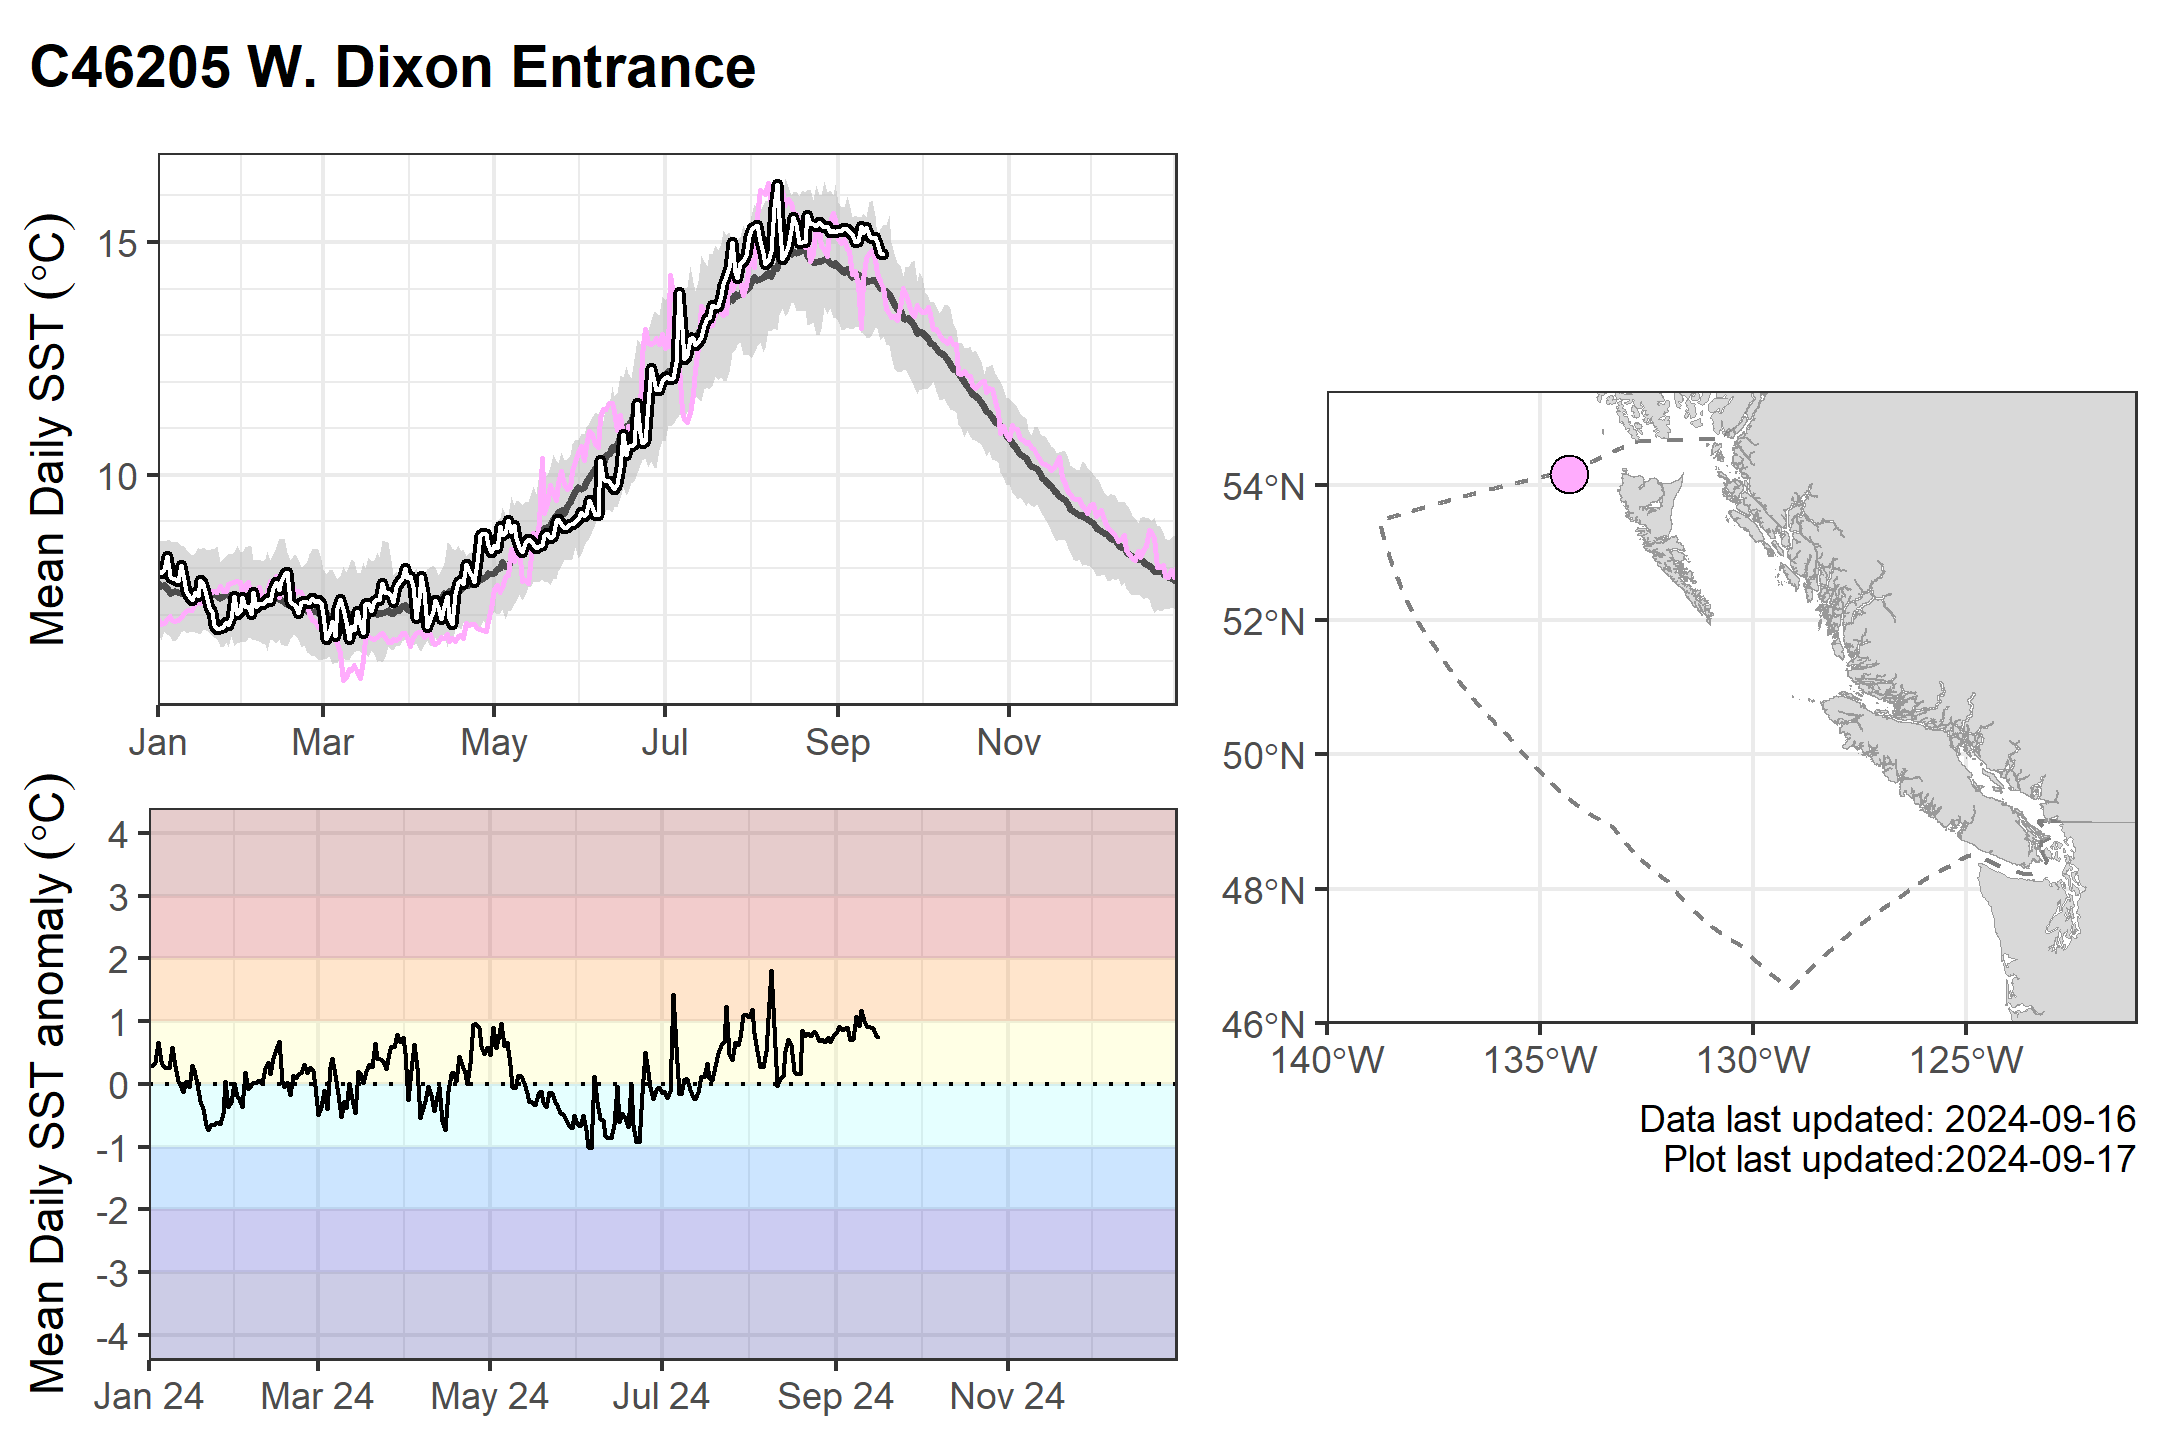 C46205 W. Dixon Entrance
Mean Daily SST (°C)
15
10
Jan Mar May Jul Sep Nov
Mean Daily SST anomaly (°C)
4
3
2
1
0
-1
-2
-3
-4
Jan 24 Mar 24 May 24 Jul 24 Sep 24 Nov 24
54°N
52°N
50°N
48°N
46°N
140°W 135°W 130°W 125°W
Data last updated: 2024-09-16
Plot last updated:2024-09-17